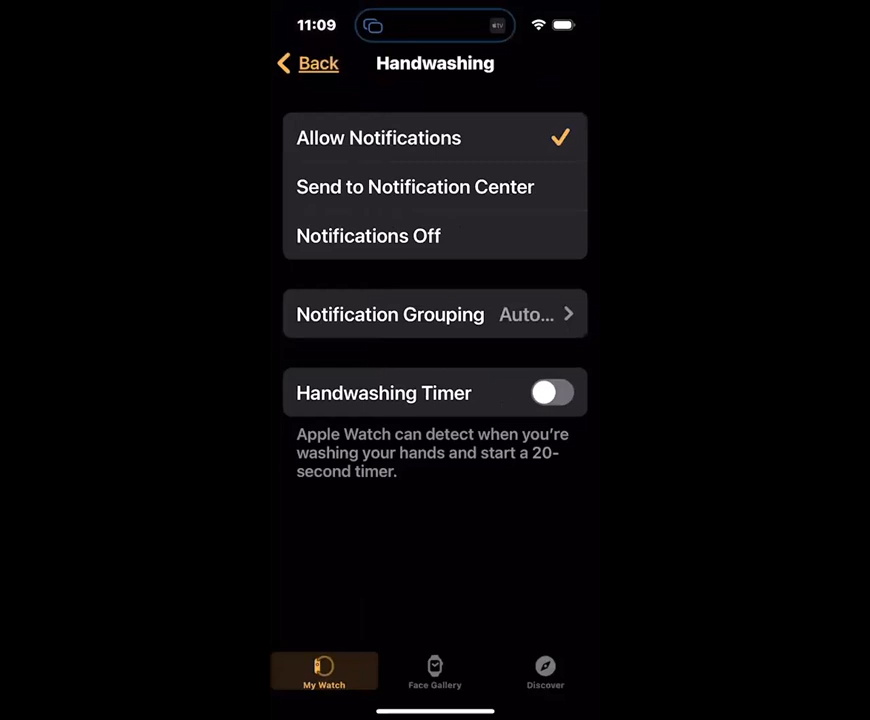 11:09
tv
Back
Handwashing
Allow Notifications
Send to Notification Center
Notifications Off
Notification Grouping Auto...
Handwashing Timer
Apple Watch can detect when you're
washing your hands and start a 20-
second timer.
My Watch
Face Gallery
Discover